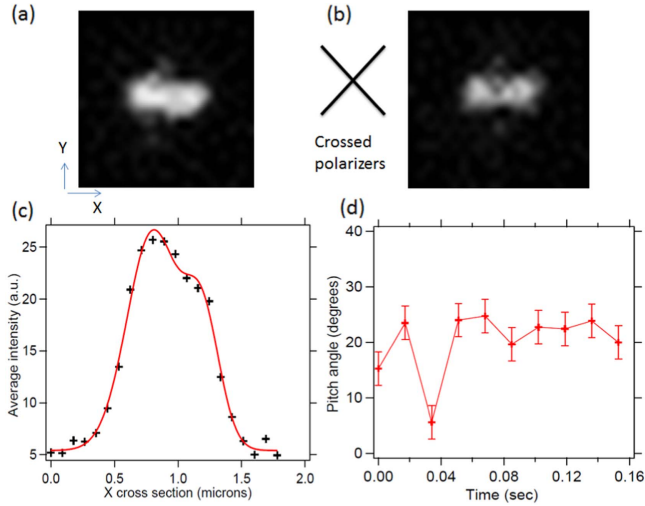 (a)
(b)
Y
X
Crossed
polarizers
(c)
25
20
15
10
5
Average intensity (a.u.)
0.0
0.5
1.0
1.5
2.0
X cross section (microns)
(d)
40
30
20
10
0
Pitch angle (degrees)
0.00
0.04
0.08
0.12
0.16
Time (sec)